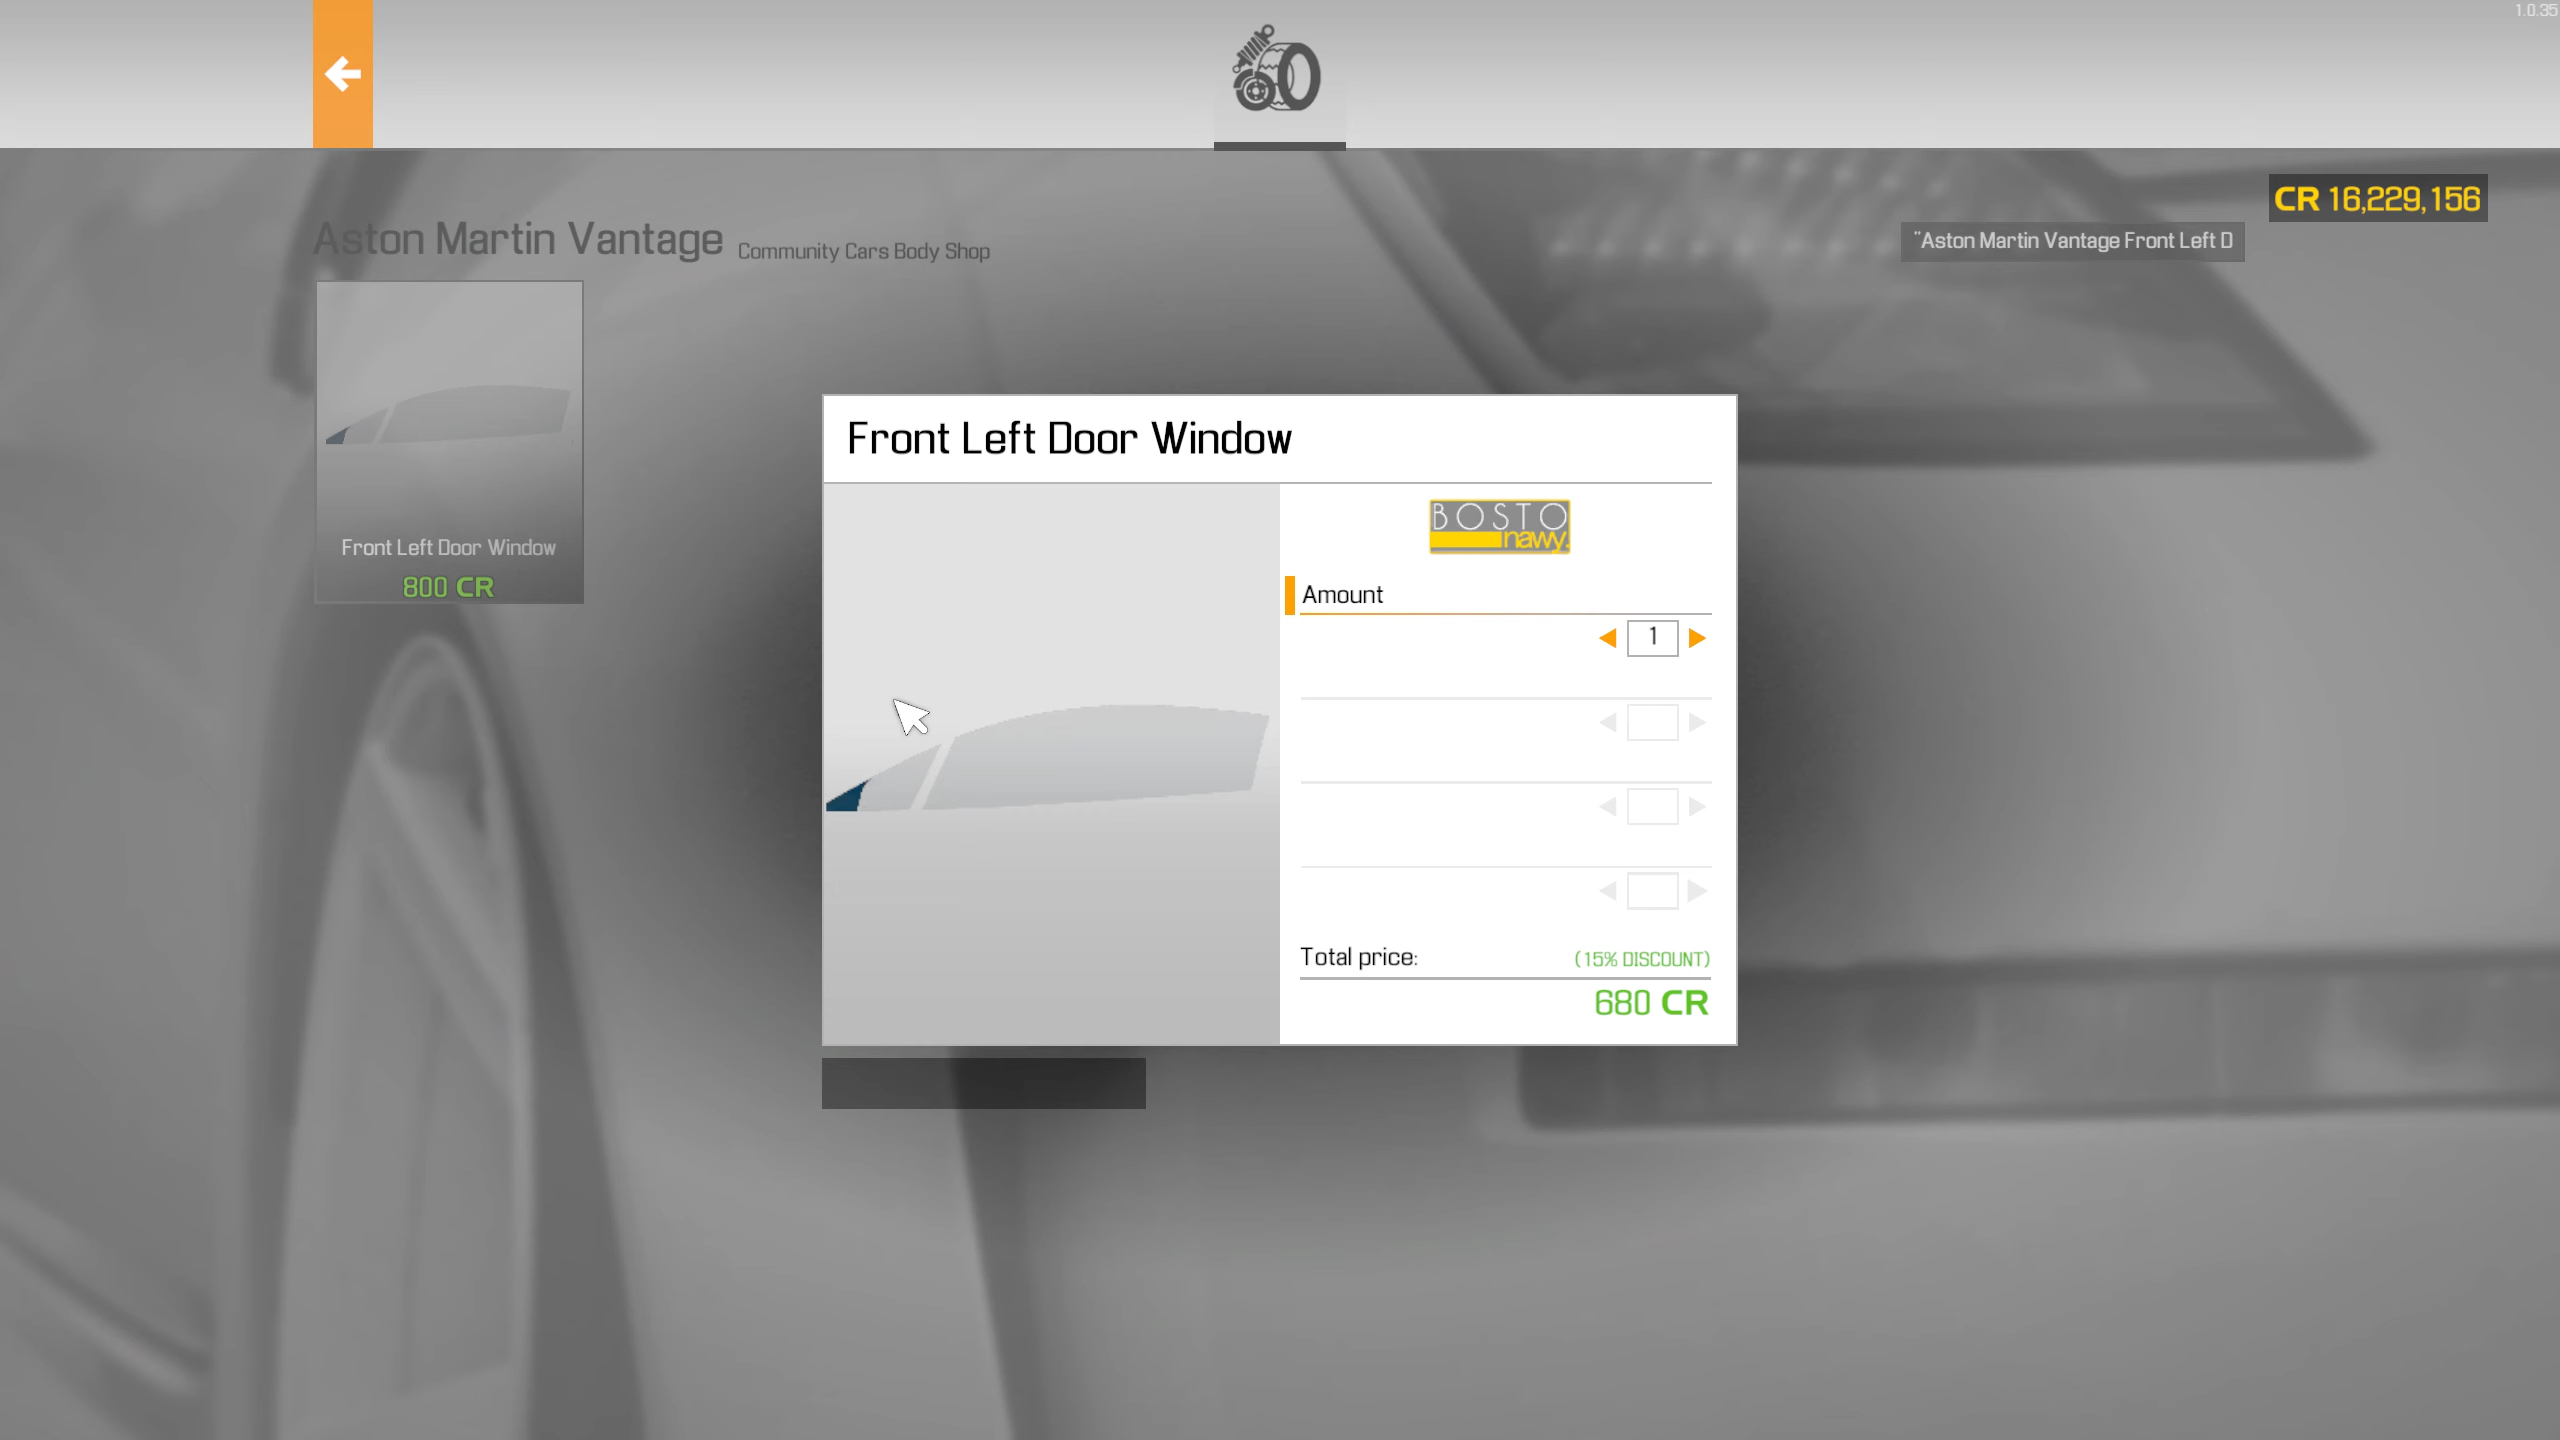 1.0.35
CR 16,229,156
Aston Martin Vantage Community Cars Body Shop
"Aston Martin Vantage Front Left D
Front Left Door Window
800 CR
Front Left Door Window
BOSTO
nawy.
Amount
1
Total price: (15% DISCOUNT)
680 CR